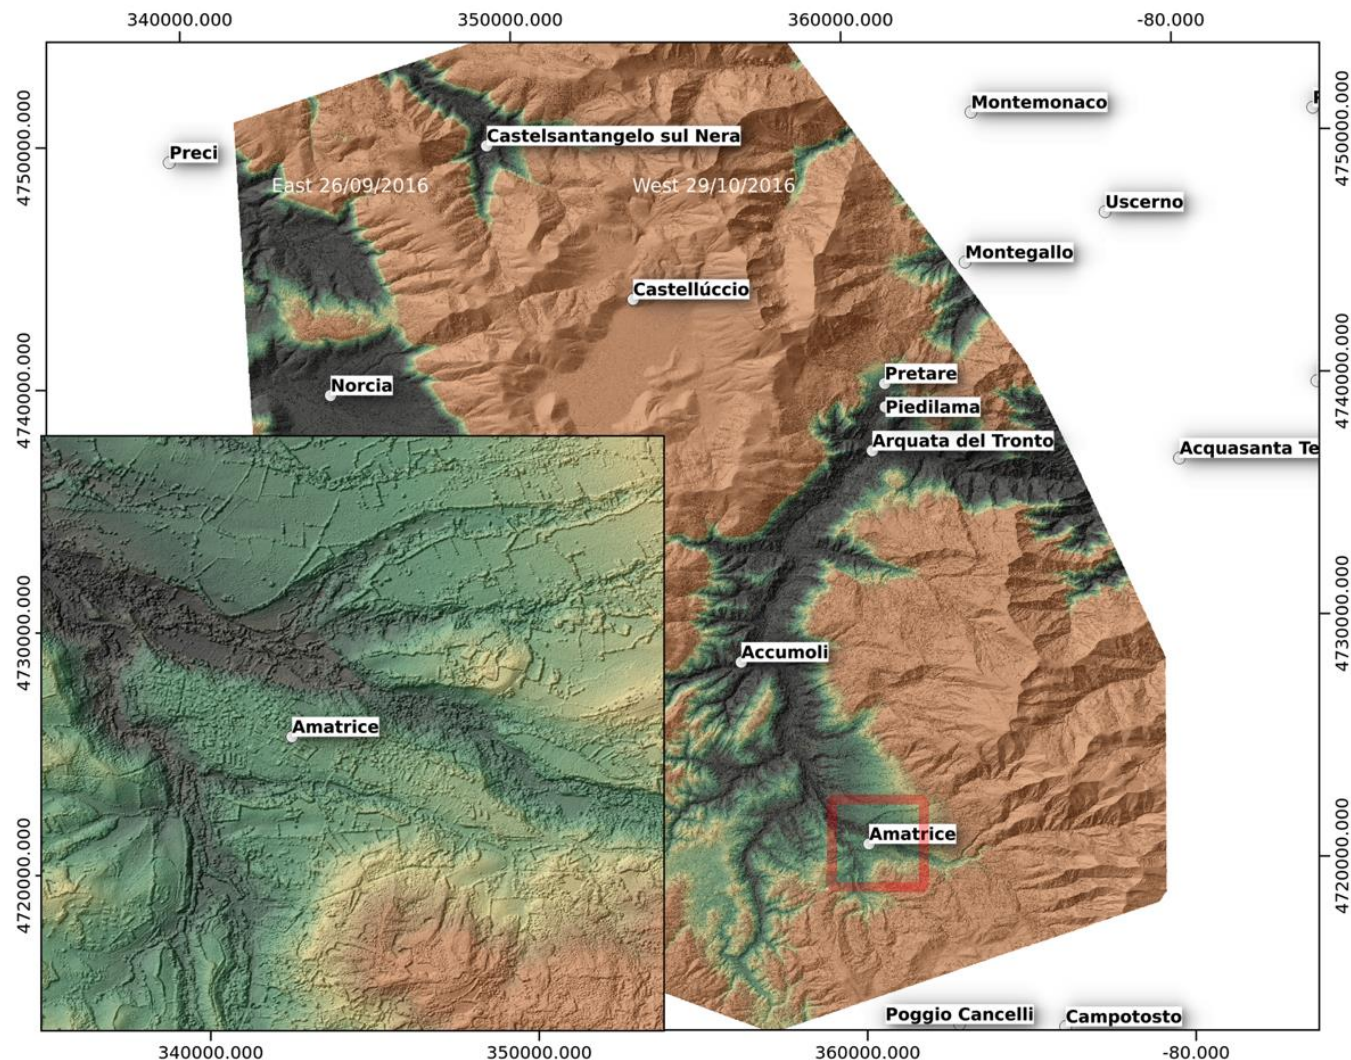 340000.000
350000.000
360000.000
-80.000
Montemonaco
4750000.000
4750000.000
Castelsantangelo sul Nera
Preci
East 26/09/2016
West 29/10/2016
Uscerno
Montegallo
Castellúccio
4740000.000
4740000.000
Pretare
Norcia
Piedilama
Arquata del Tronto
Acquasanta Te
4730000.000
4730000.000
Accumoli
Amatrice
4720000.000
4720000.000
Amatrice
Poggio Cancelli
Campotosto
340000.000
350000.000
360000.000
-80.000